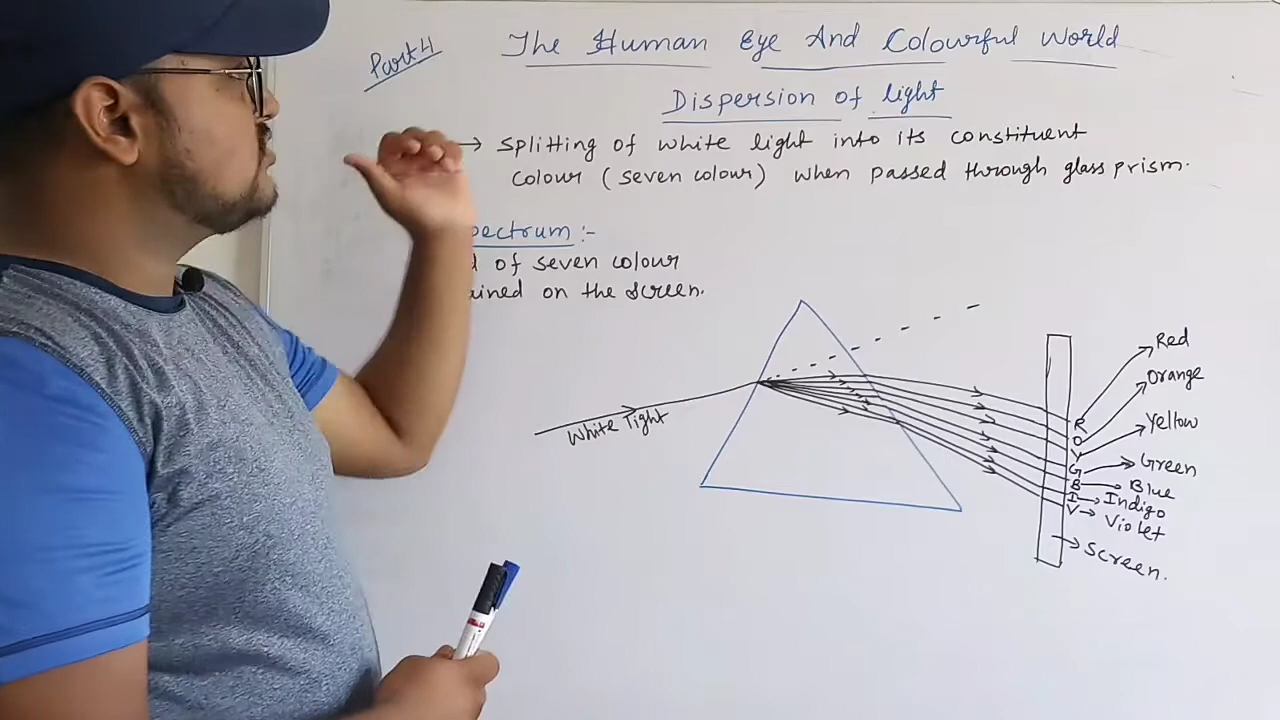 Part 4
The Human Eye And Colourful World
Dispersion of light
→ Splitting of white light into its constituent
colour (seven colour) when passed through glass prism.
pectrum :-
of seven colour
ained on the screen.
White light
Red
Orange
Yellow
Green
Blue
Indigo
Violet
R
O
Y
G
B
I
V
Screen.